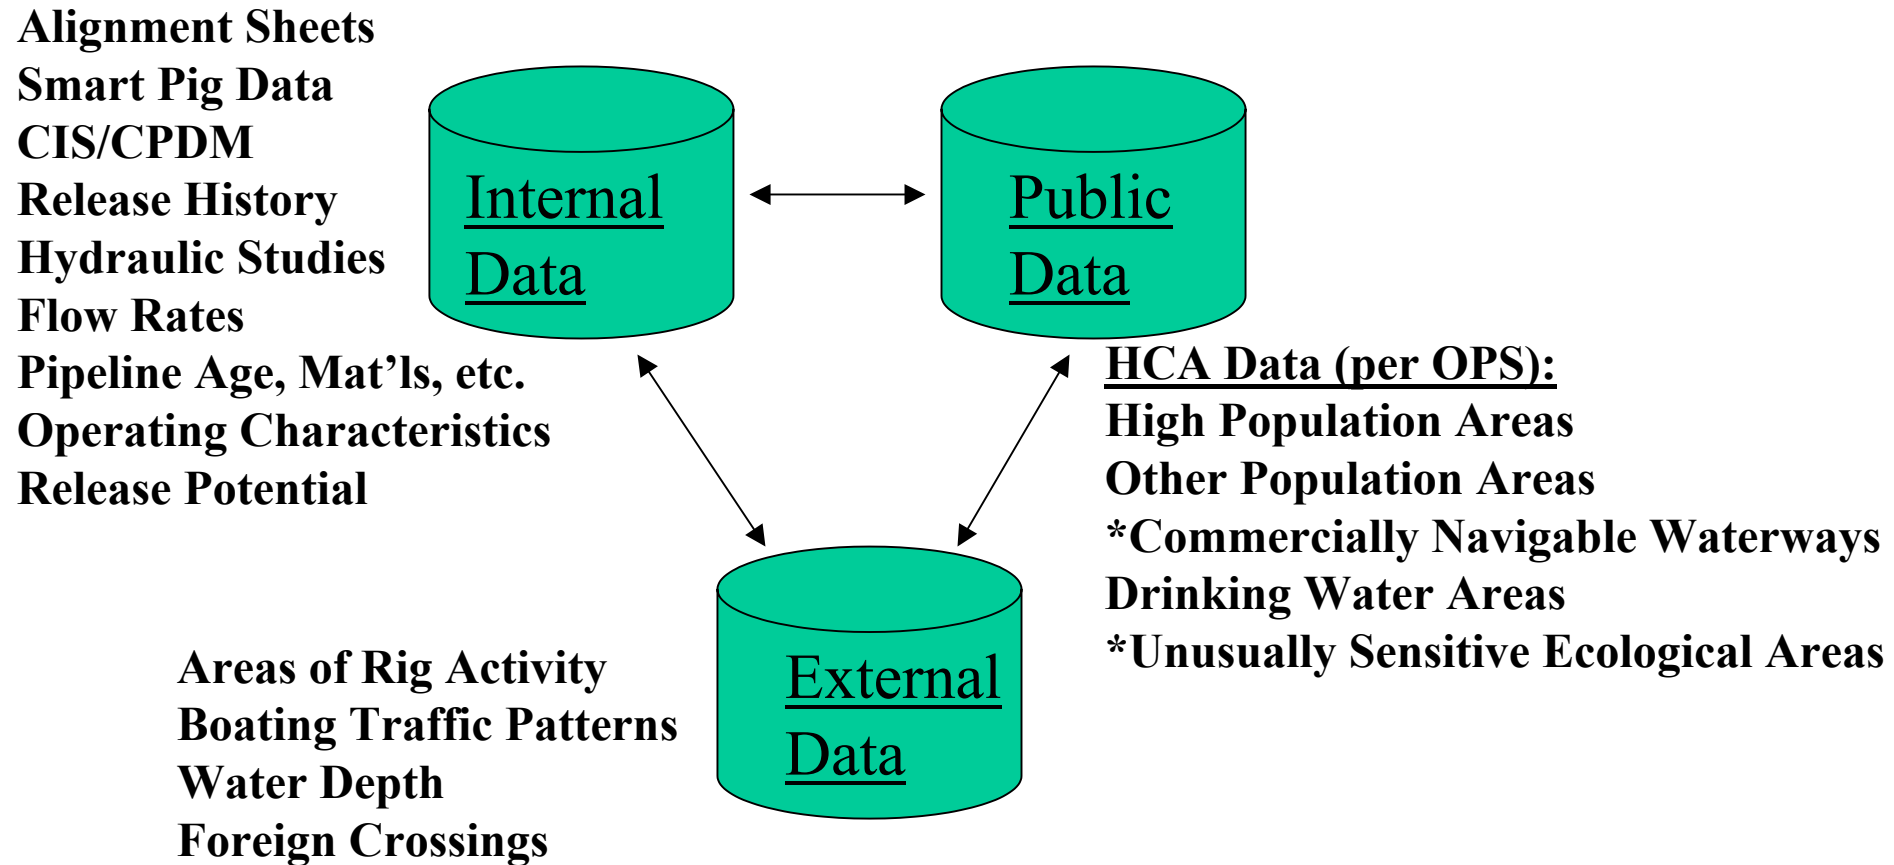 Alignment Sheets
Smart Pig Data
CIS/CPDM
Release History
Hydraulic Studies
Flow Rates
Pipeline Age, Mat’ls, etc.
Operating Characteristics
Release Potential
Internal
Data
Public
Data
HCA Data (per OPS):
High Population Areas
Other Population Areas
*Commercially Navigable Waterways
Drinking Water Areas
*Unusually Sensitive Ecological Areas
Areas of Rig Activity
Boating Traffic Patterns
Water Depth
Foreign Crossings
External
Data